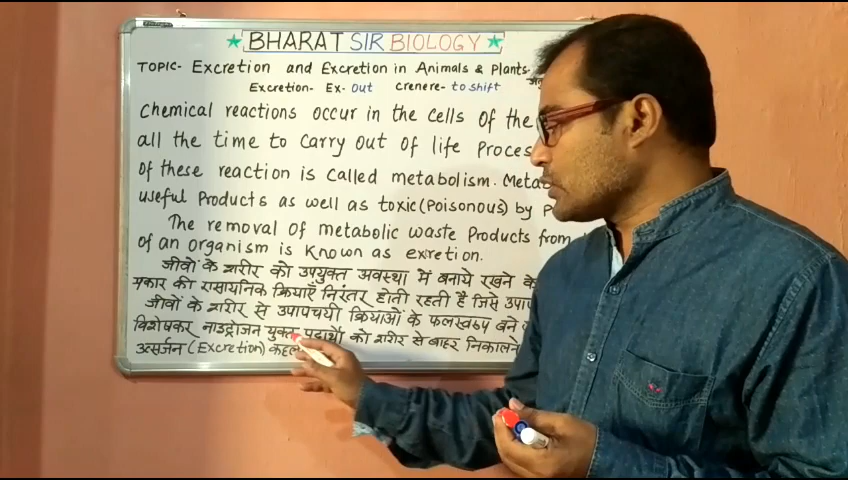 BHARAT SIR BIOLOGY
TOPIC- Excretion and Excretion in Animals & Plants-
Excretion- Ex- out crenere- to shift
Chemical reactions occur in the cells of the
all the time to carry out of life Proces
of these reaction is called metabolism. Metab
useful Products as well as toxic (Poisonous) by P
The removal of metabolic waste Products from
of an organism is known as exretion.
जीवों के शरीर को उपयुक्त अवस्था में बनाये रखने के
प्रकार की रासायनिक क्रियाएँ निरंतर होती रहती हैं जिसे उपाप
जीवों के शरीर से उपापचयी क्रियाओं के फलस्वरूप बने
विशेषकर नाइट्रोजन युक्त पदार्थों को शरीर से बाहर निकालने
उत्सर्जन (Excretion) कहल